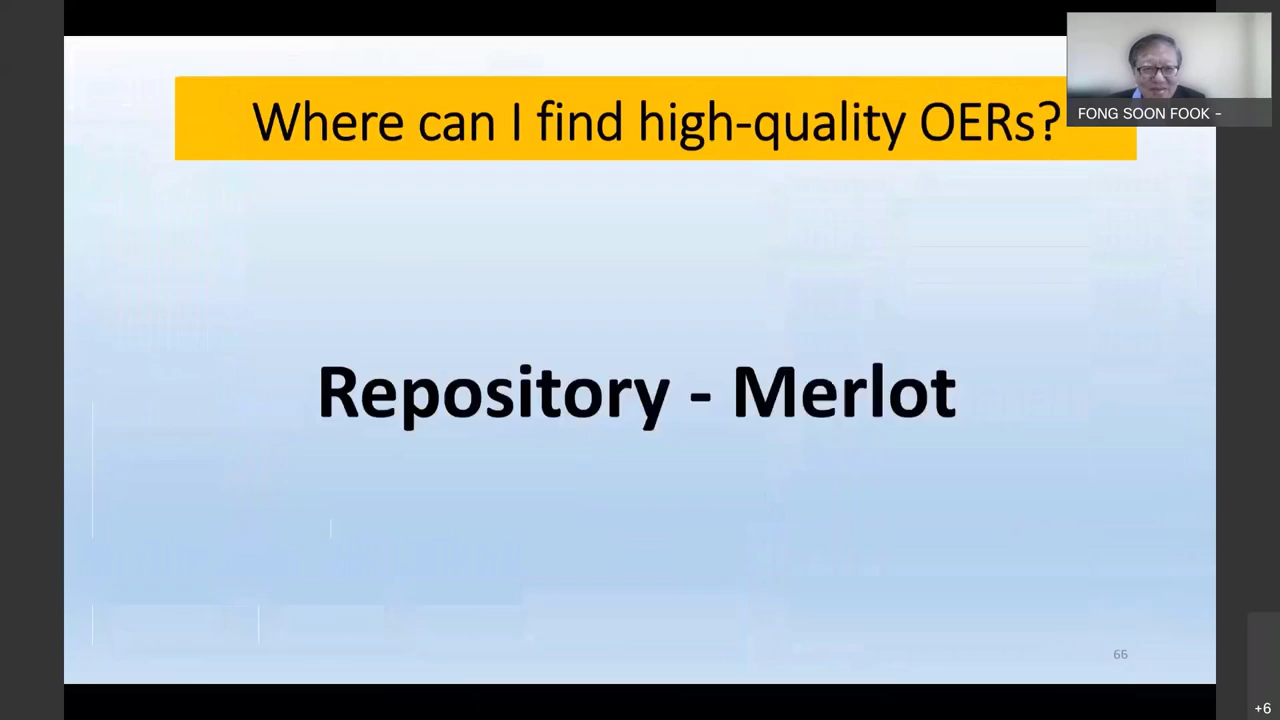 Where can I find high-quality OERs?
FONG SOON FOOK -
Repository - Merlot
66
+6